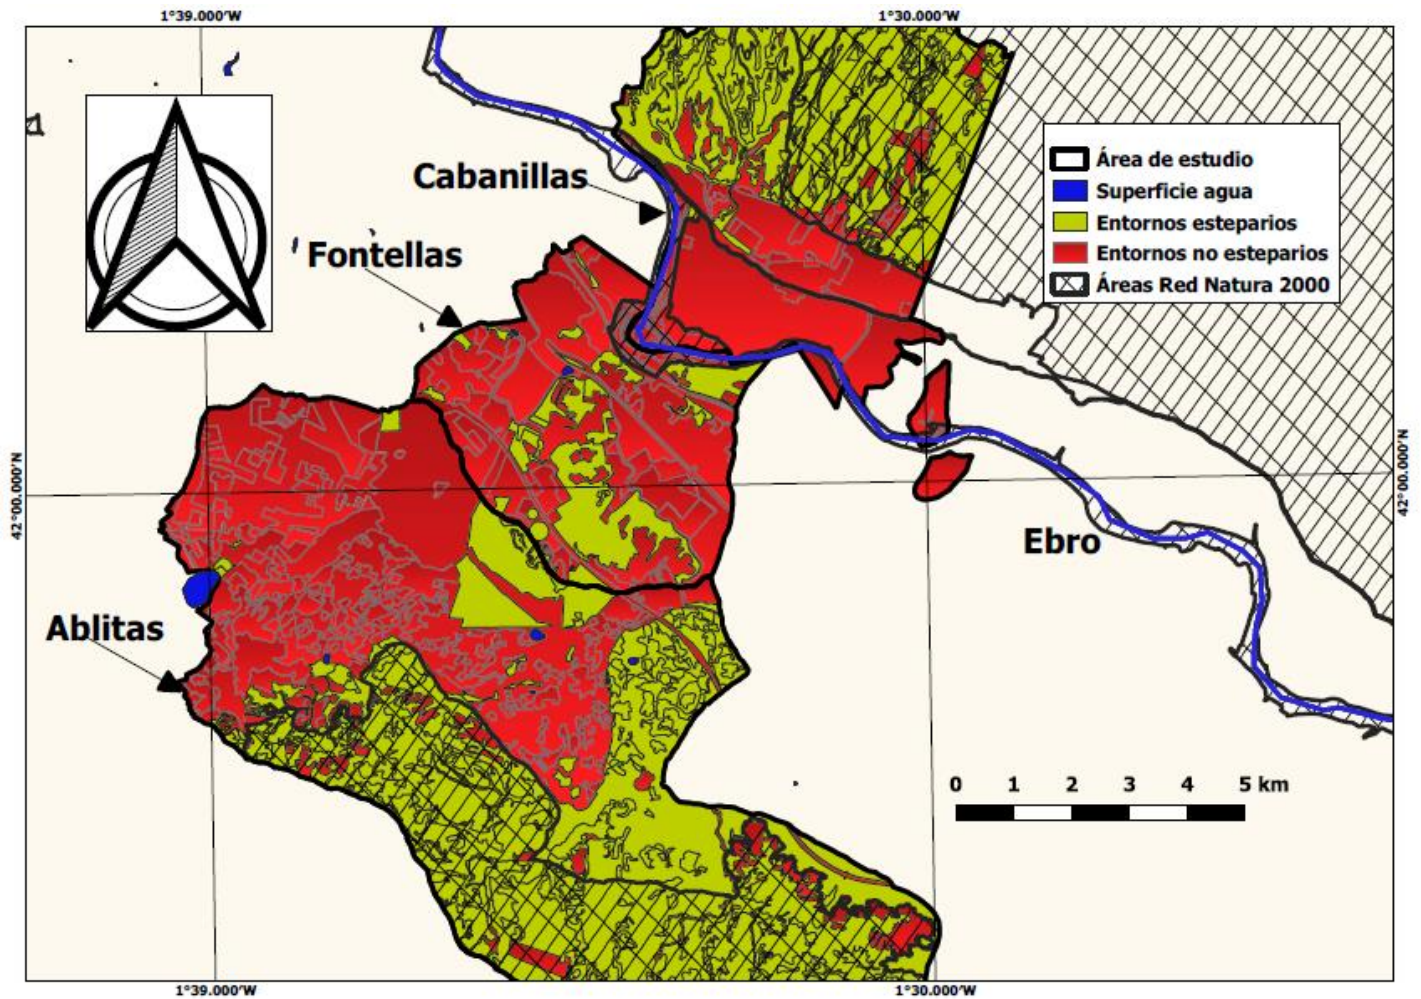 1°39.000'W
1°30.000'W
Cabanillas
Fontellas
Área de estudio
Superficie agua
Entornos esteparios
Entornos no esteparios
Áreas Red Natura 2000
42°00.000'N
42°00.000'N
Ebro
Ablitas
0 1 2 3 4 5 km
1°39.000'W
1°30.000'W